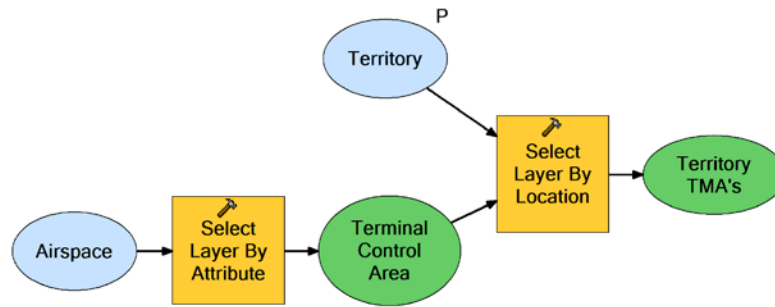 P
Territory
Select
Layer By
Location
Territory
TMA's
Airspace
Select
Layer By
Attribute
Terminal
Control
Area